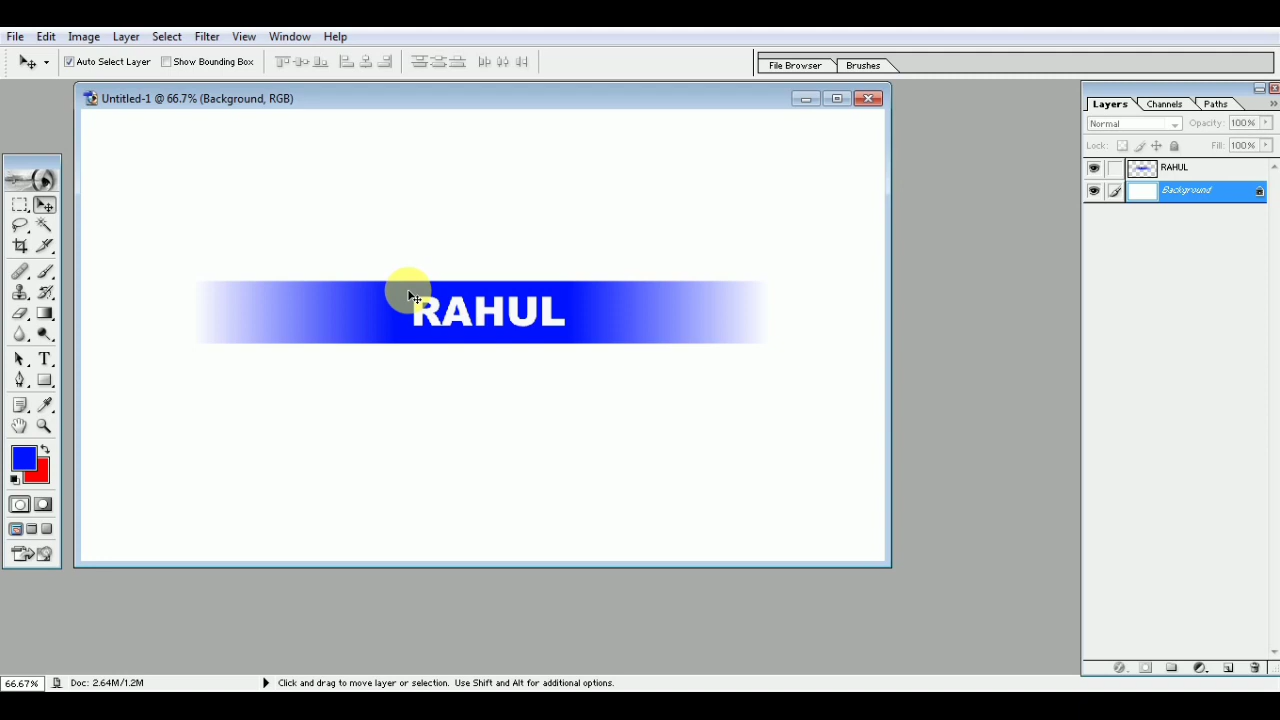 File Edit Image Layer Select Filter View Window Help
Auto Select Layer Show Bounding Box File Browser Brushes
Untitled-1 @ 66.7% (Background, RGB)
Layers Channels Paths
Normal Opacity: 100%
Lock: Fill: 100%
RAHUL
Background
RAHUL
T
66.67% Doc: 2.64M/1.2M Click and drag to move layer or selection. Use Shift and Alt for additional options.